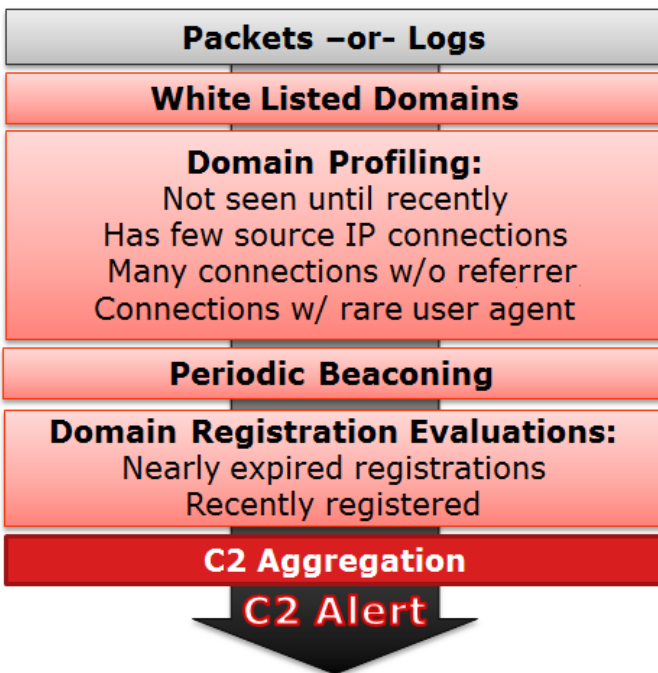 Packets –or- Logs
White Listed Domains
Domain Profiling:
Not seen until recently
Has few source IP connections
Many connections w/o referrer
Connections w/ rare user agent
Periodic Beaconing
Domain Registration Evaluations:
Nearly expired registrations
Recently registered
C2 Aggregation
C2 Alert